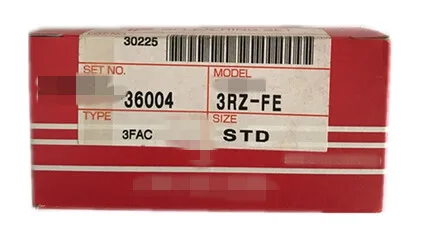 30225
SET NO. MODEL
36004 3RZ-FE
TYPE SIZE
3FAC STD